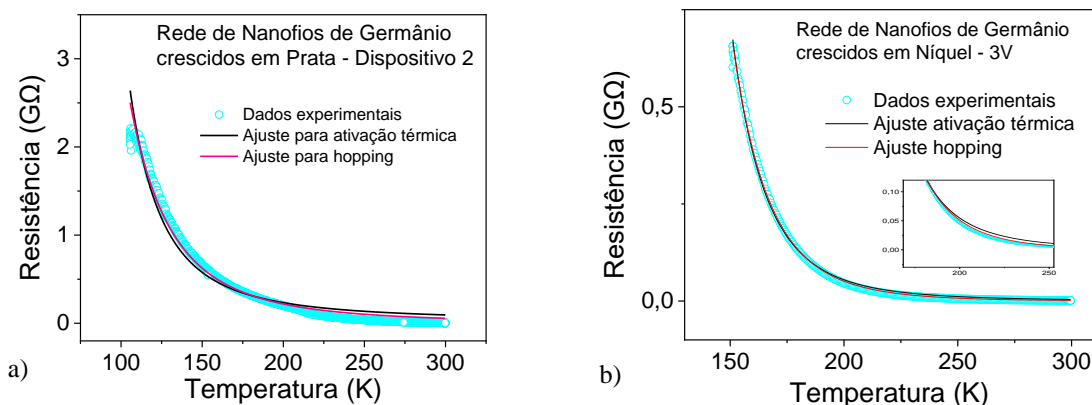 Rede de Nanofios de Germânio
crescidos em Prata - Dispositivo 2
Dados experimentais
Ajuste para ativação térmica
Ajuste para hopping
Resistência (GΩ)
3
2
1
0
100 150 200 250 300
Temperatura (K)
a)
Rede de Nanofios de Germânio
crescidos em Níquel - 3V
Dados experimentais
Ajuste ativação térmica
Ajuste hopping
Resistência (GΩ)
0,5
0,0
0,10
0,05
0,00
200 250
150 200 250 300
Temperatura (K)
b)